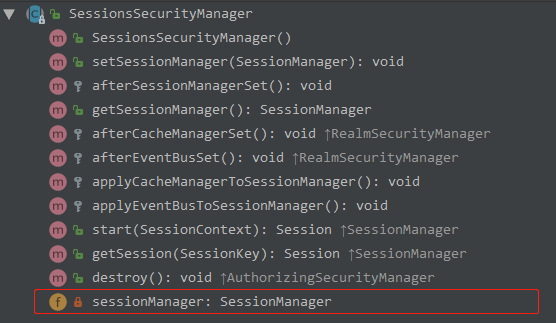 SessionsSecurityManager
SessionsSecurityManager()
setSessionManager(SessionManager): void
afterSessionManagerSet(): void
getSessionManager(): SessionManager
afterCacheManagerSet(): void ↑RealmSecurityManager
afterEventBusSet(): void ↑RealmSecurityManager
applyCacheManagerToSessionManager(): void
applyEventBusToSessionManager(): void
start(SessionContext): Session ↑SessionManager
getSession(SessionKey): Session ↑SessionManager
destroy(): void ↑AuthorizingSecurityManager
sessionManager: SessionManager